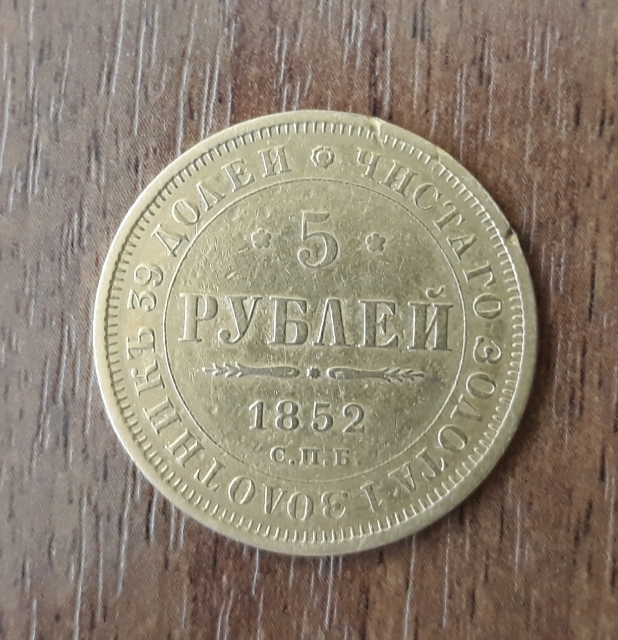 5
РУБЛЕЙ
1852
С.П.Б.
ЧИСТАГО ЗОЛОТА 1 ЗОЛОТНИКЪ 39 ДОЛЕЙ